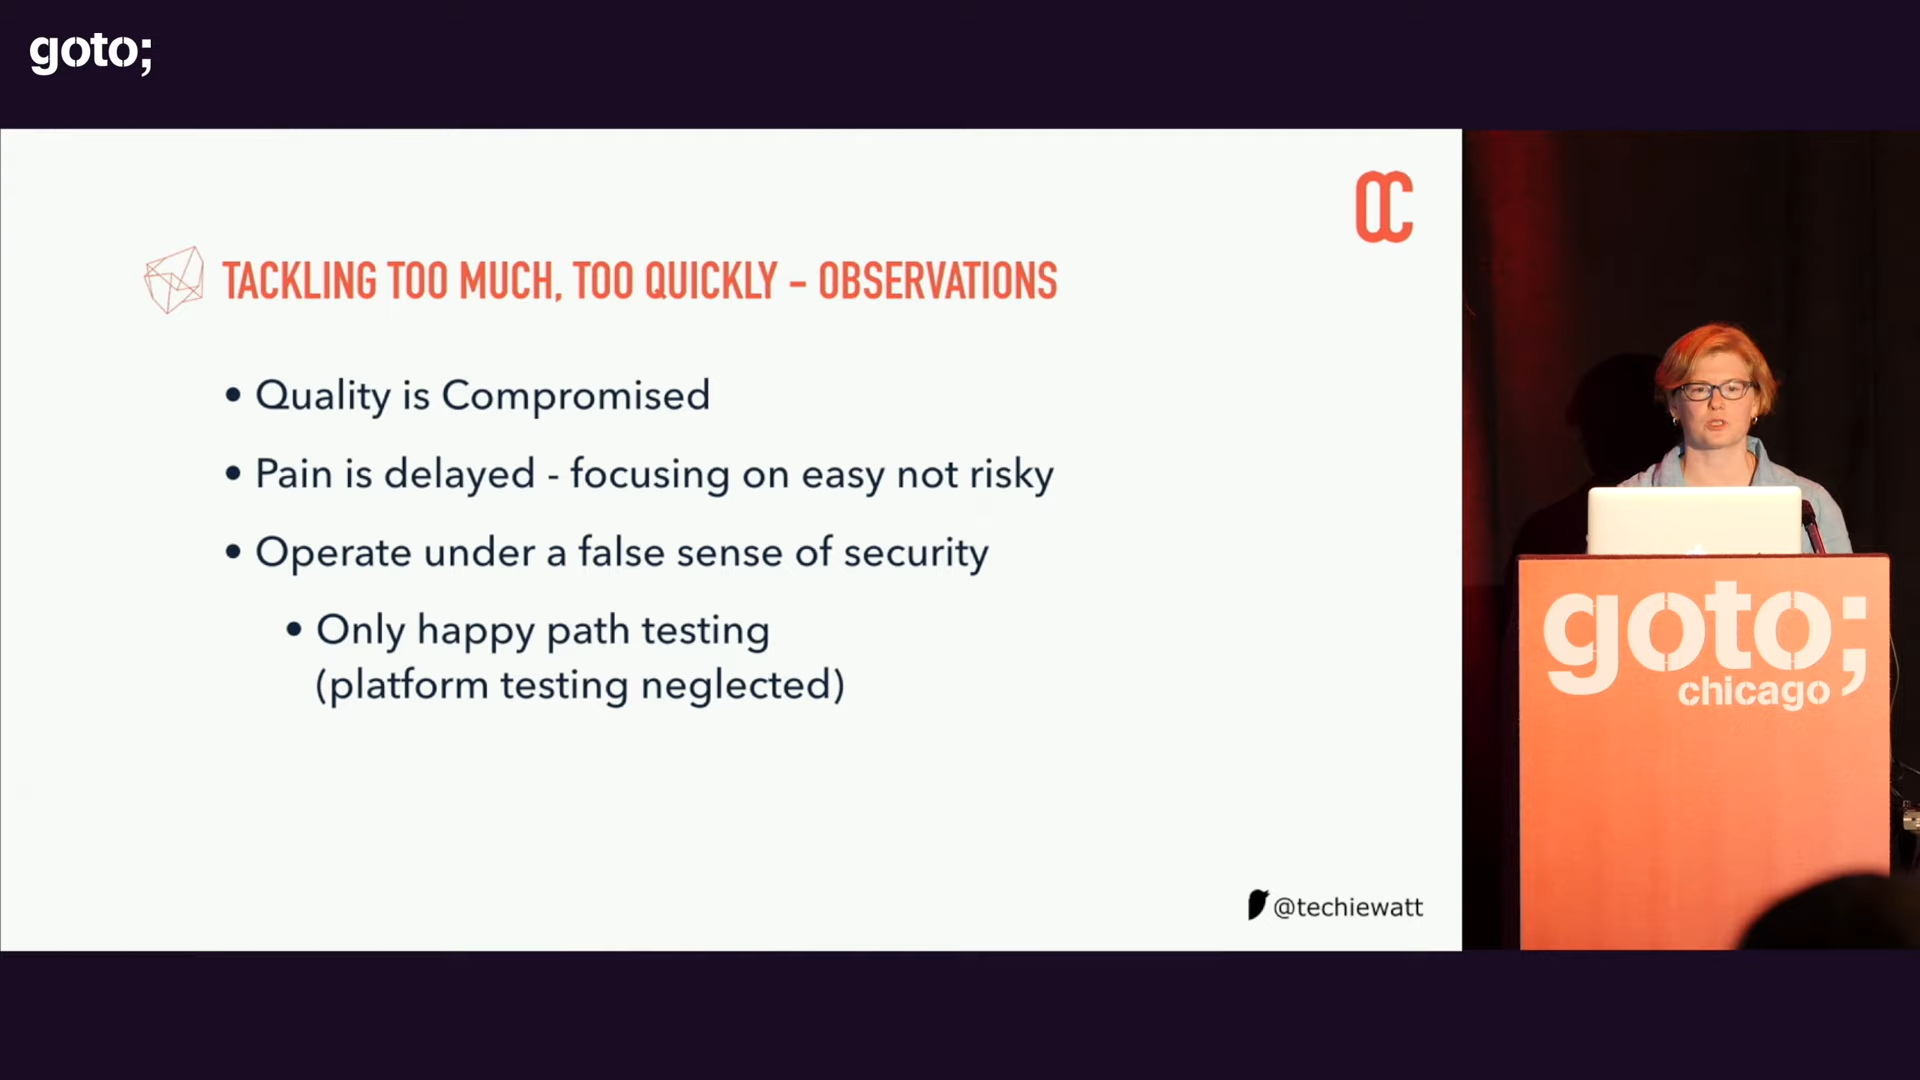 goto;
OC
TACKLING TOO MUCH, TOO QUICKLY - OBSERVATIONS
• Quality is Compromised
• Pain is delayed - focusing on easy not risky
• Operate under a false sense of security
• Only happy path testing
(platform testing neglected)
@techiewatt
goto;
chicago